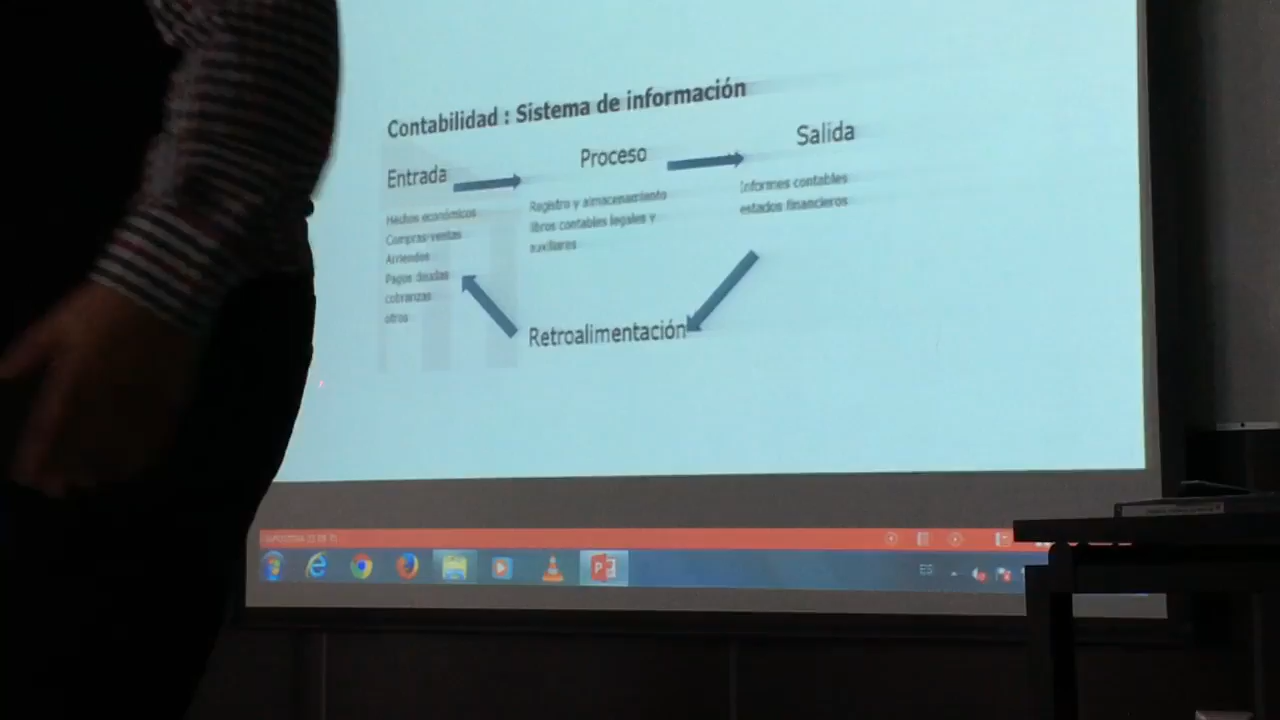 Contabilidad : Sistema de información
Entrada
Proceso
Salida
Hechos económicos
Compras/ventas
Arriendos
Pagos deudas
cobranzas
otros
Registro y almacenamiento
libros contables legales y
auxiliares
Informes contables
estados financieros
Retroalimentación
ES